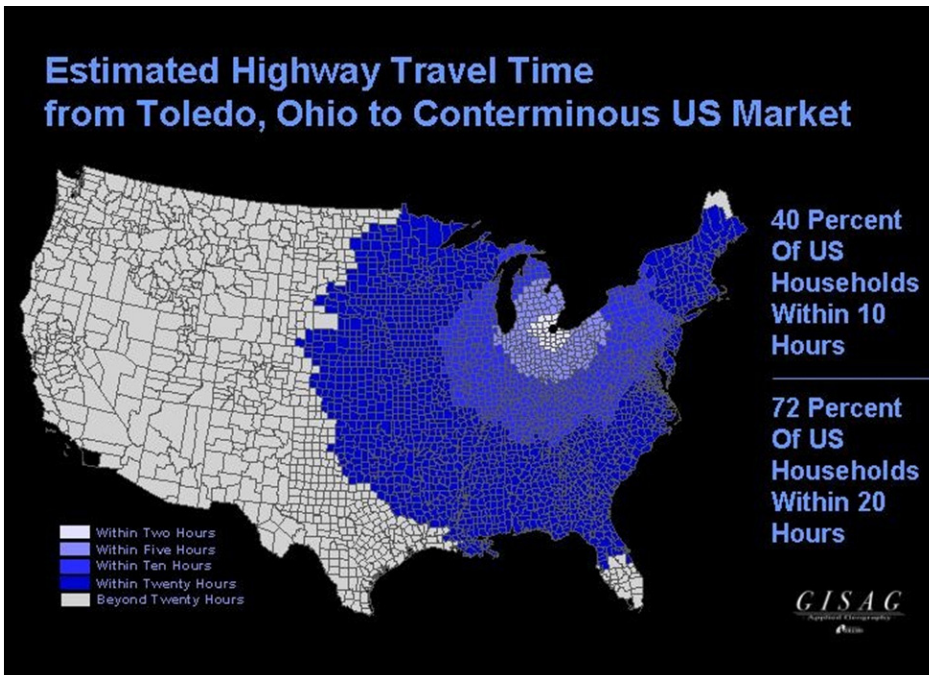 Estimated Highway Travel Time
from Toledo, Ohio to Conterminous US Market
40 Percent
Of US
Households
Within 10
Hours
72 Percent
Of US
Households
Within 20
Hours
Within Two Hours
Within Five Hours
Within Ten Hours
Within Twenty Hours
Beyond Twenty Hours
GISAG
Applied Geography